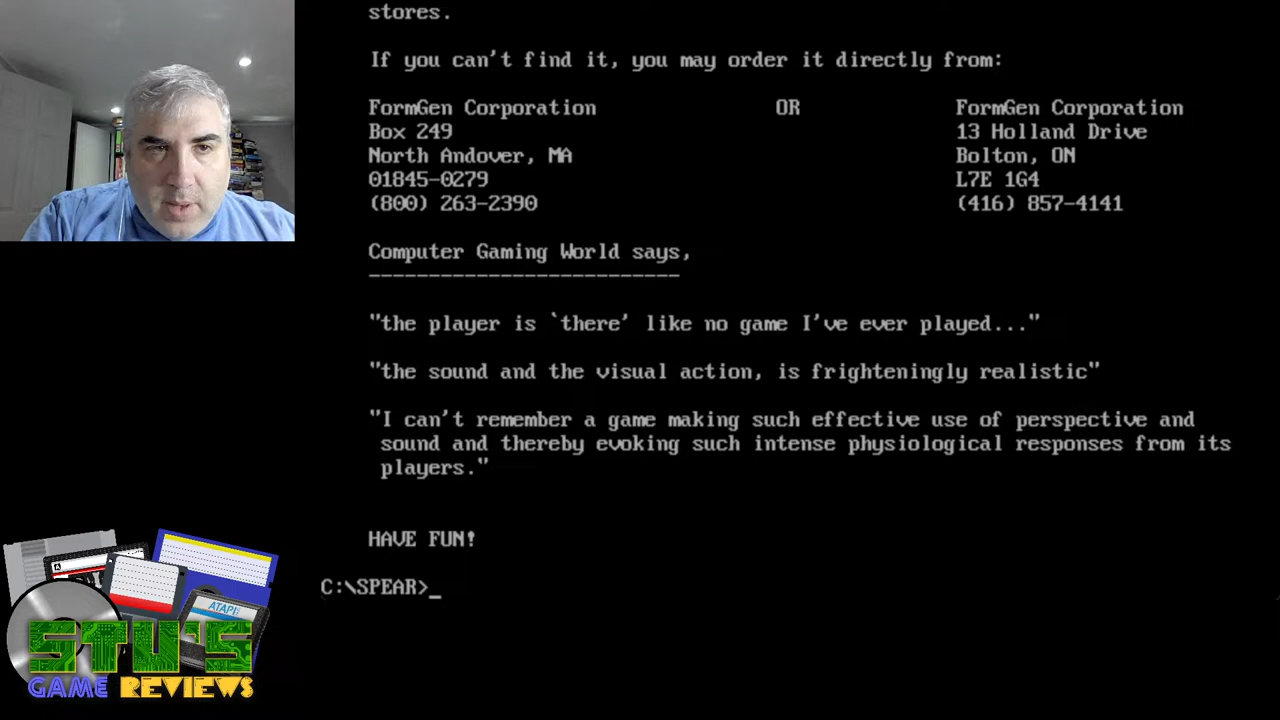 stores.
If you can't find it, you may order it directly from:
FormGen Corporation OR FormGen Corporation
Box 249 13 Holland Drive
North Andover, MA Bolton, ON
01845-0279 L7E 1G4
(800) 263-2390 (416) 857-4141
Computer Gaming World says,
--------------------------
"the player is `there' like no game I've ever played..."
"the sound and the visual action, is frighteningly realistic"
"I can't remember a game making such effective use of perspective and
sound and thereby evoking such intense physiological responses from its
players."
HAVE FUN!
C:\SPEAR>_
ATAPI
STU'S
GAME REVIEWS